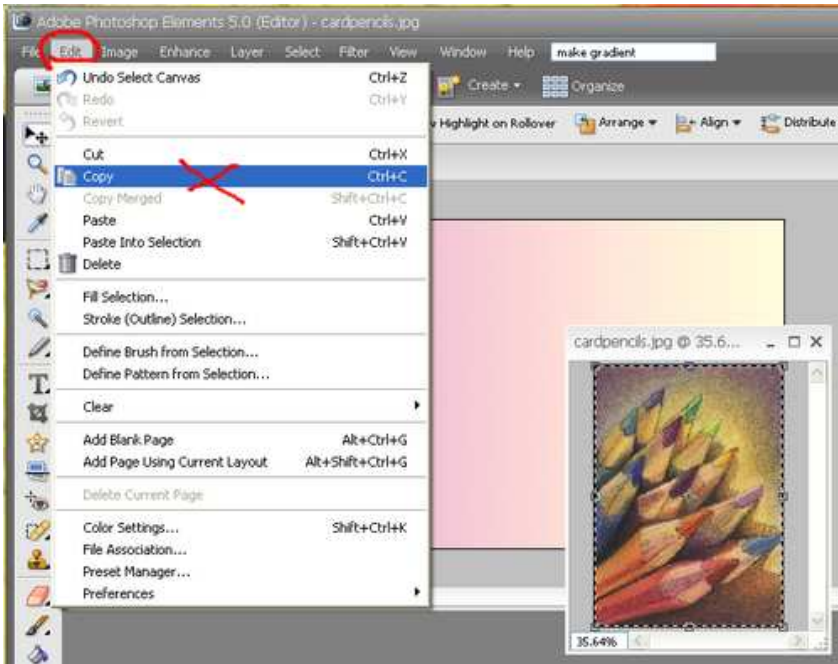 Adobe Photoshop Elements 5.0 (Editor) - cardpencils.jpg
File Edit Image Enhance Layer Select Filter View Window Help make gradient
Undo Select Canvas Ctrl+Z
Create Organize
Redo Ctrl+Y
Revert
Highlight on Rollover Arrange Align Distribute
Cut Ctrl+X
Copy Ctrl+C
Copy Merged Shift+Ctrl+C
Paste Ctrl+V
Paste Into Selection Shift+Ctrl+V
Delete
Fill Selection...
Stroke (Outline) Selection...
cardpencils.jpg @ 35.6...
Define Brush from Selection...
Define Pattern from Selection...
Clear
Add Blank Page Alt+Ctrl+G
Add Page Using Current Layout Alt+Shift+Ctrl+G
Delete Current Page
Color Settings... Shift+Ctrl+K
File Association...
Preset Manager...
Preferences
35.64%